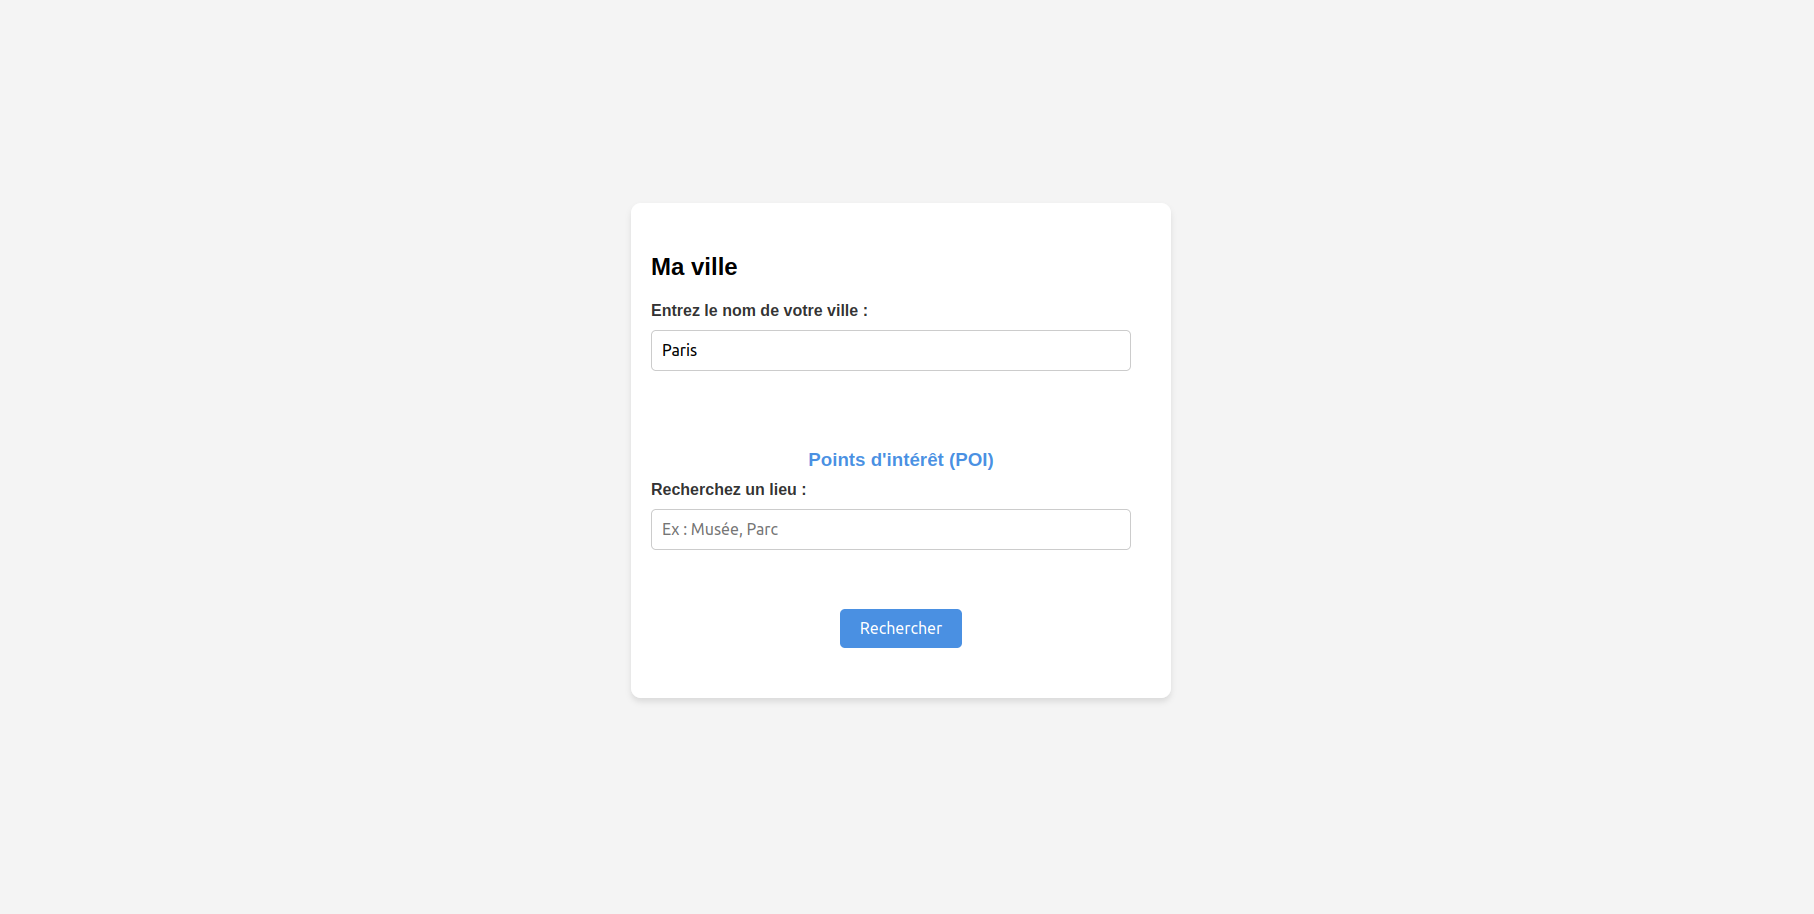 Ma ville
Entrez le nom de votre ville :
Paris
Points d'intérêt (POI)
Recherchez un lieu :
Ex : Musée, Parc
Rechercher